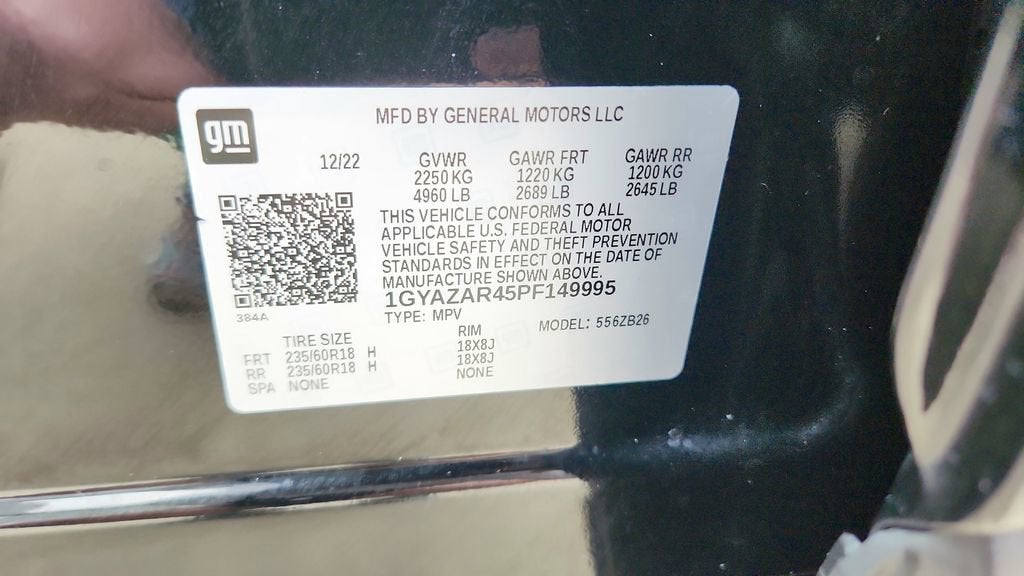 gm
MFD BY GENERAL MOTORS LLC
12/22 GVWR GAWR FRT GAWR RR
2250 KG 1220 KG 1200 KG
4960 LB 2689 LB 2645 LB
THIS VEHICLE CONFORMS TO ALL
APPLICABLE U.S. FEDERAL MOTOR
VEHICLE SAFETY AND THEFT PREVENTION
STANDARDS IN EFFECT ON THE DATE OF
MANUFACTURE SHOWN ABOVE.
1GYAZAR45PF149995
384A
TYPE: MPV MODEL: 556ZB26
TIRE SIZE RIM
FRT 235/60R18 H 18X8J
RR 235/60R18 H 18X8J
SPA NONE NONE